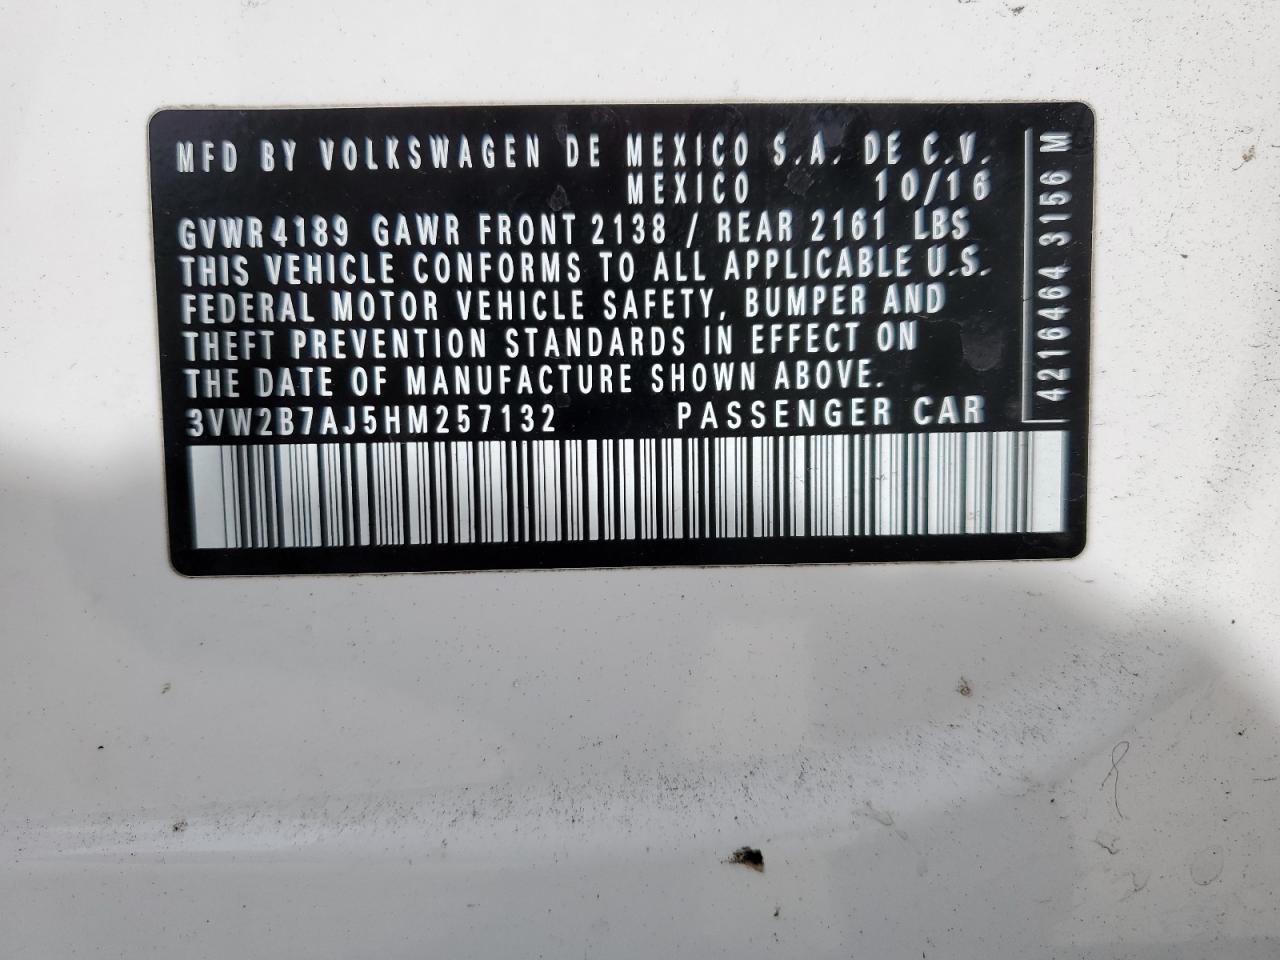 MFD BY VOLKSWAGEN DE MEXICO S.A. DE C.V.
MEXICO 10/16
GVWR 4189 GAWR FRONT 2138 / REAR 2161 LBS
THIS VEHICLE CONFORMS TO ALL APPLICABLE U.S.
FEDERAL MOTOR VEHICLE SAFETY, BUMPER AND
THEFT PREVENTION STANDARDS IN EFFECT ON
THE DATE OF MANUFACTURE SHOWN ABOVE.
3VW2B7AJ5HM257132 PASSENGER CAR
4216464 3156 M